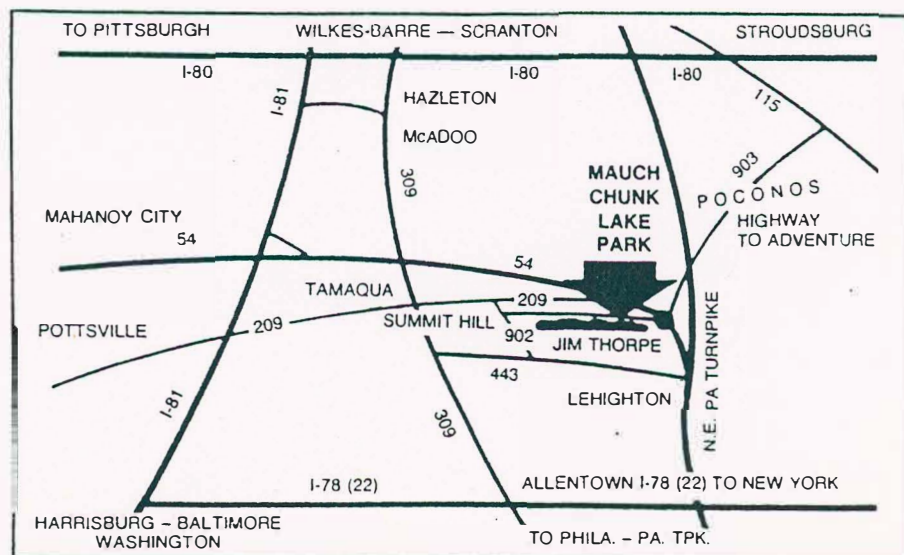 TO PITTSBURGH
WILKES-BARRE — SCRANTON
STROUDSBURG
I-80
I-80
I-80
I-81
115
HAZLETON
McADOO
309
903
MAUCH
CHUNK
LAKE
PARK
POCONOS
HIGHWAY
TO ADVENTURE
MAHANOY CITY
54
54
TAMAQUA
209
POTTSVILLE
209
SUMMIT HILL
902
JIM THORPE
443
LEHIGHTON
N.E. PA TURNPIKE
I-81
309
I-78 (22)
ALLENTOWN I-78 (22) TO NEW YORK
HARRISBURG – BALTIMORE
WASHINGTON
TO PHILA. – PA. TPK.